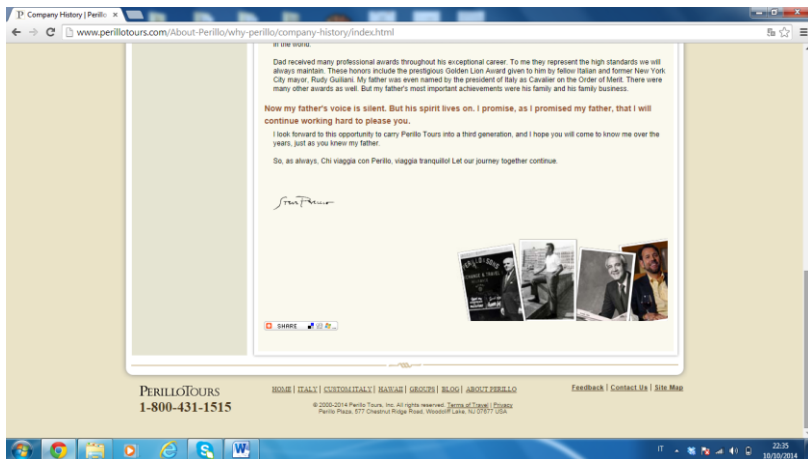 Company History | Perillo
www.perillotours.com/About-Perillo/why-perillo/company-history/index.html
in the world.
Dad received many professional awards throughout his exceptional career. To me they represent the high standards we will
always maintain. These honors include the prestigious Golden Lion Award given to him by fellow Italian and former New York
City mayor, Rudy Guiliani. My father was even named by the president of Italy as Cavalier on the Order of Merit. There were
many other awards as well. But my father's most important achievements were his family and his family business.
Now my father's voice is silent. But his spirit lives on. I promise, as I promised my father, that I will
continue working hard to please you.
I look forward to this opportunity to carry Perillo Tours into a third generation, and I hope you will come to know me over the
years, just as you knew my father.
So, as always, Chi viaggia con Perillo, viaggia tranquillo! Let our journey together continue.
SHARE
PERILLO TOURS
1-800-431-1515
HOME | ITALY | CUSTOM ITALY | HAWAII | GROUPS | BLOG | ABOUT PERILLO
© 2000-2014 Perillo Tours, Inc. All rights reserved. Terms of Travel | Privacy
Perillo Plaza, 577 Chestnut Ridge Road, Woodcliff Lake, NJ 07677 USA
Feedback | Contact Us | Site Map
IT
22:35
10/10/2014